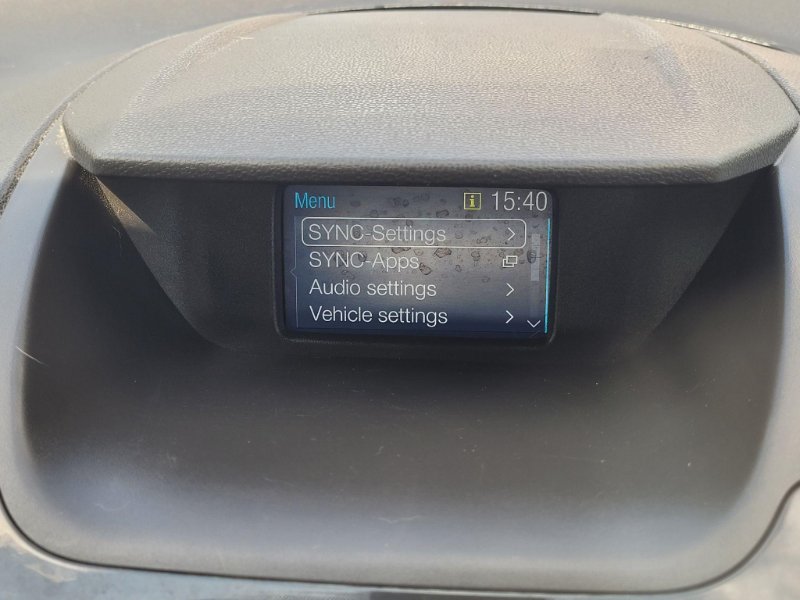 Menu i 15:40
SYNC-Settings
SYNC-Apps
Audio settings
Vehicle settings